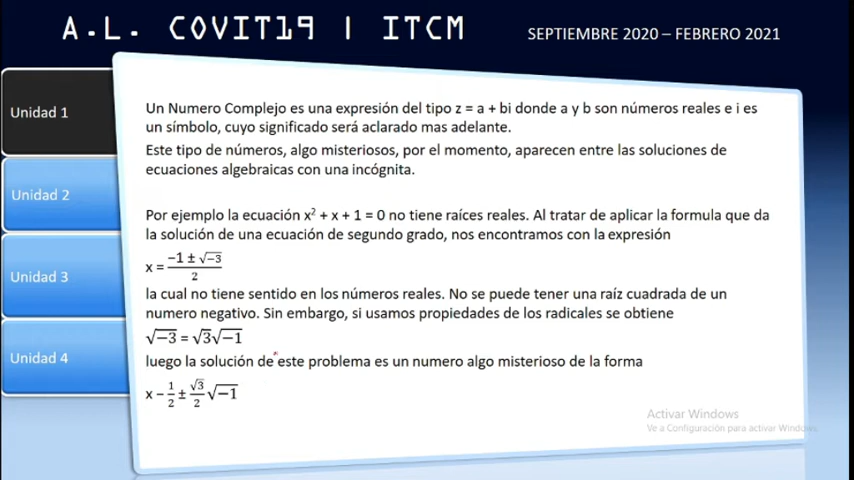 A.L. COVIT19 | ITCM
SEPTIEMBRE 2020 – FEBRERO 2021
Unidad 1
Unidad 2
Unidad 3
Unidad 4
Un Numero Complejo es una expresión del tipo z = a + bi donde a y b son números reales e i es
un símbolo, cuyo significado será aclarado mas adelante.
Este tipo de números, algo misteriosos, por el momento, aparecen entre las soluciones de
ecuaciones algebraicas con una incógnita.
Por ejemplo la ecuación x² + x + 1 = 0 no tiene raíces reales. Al tratar de aplicar la formula que da
la solución de una ecuación de segundo grado, nos encontramos con la expresión
x = (−1 ± √−3)/2
la cual no tiene sentido en los números reales. No se puede tener una raíz cuadrada de un
numero negativo. Sin embargo, si usamos propiedades de los radicales se obtiene
√−3 = √3√−1
luego la solución de este problema es un numero algo misterioso de la forma
x − 1/2 ± √3/2 √−1
Activar Windows
Ve a Configuración para activar Windows.